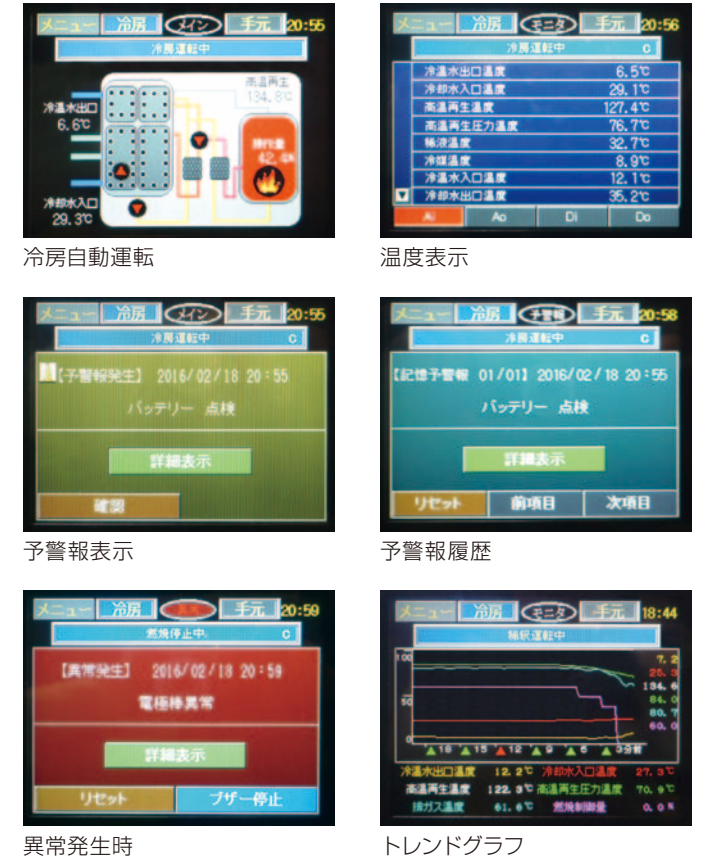 メニュー 冷房 メイン 手元 20:55
冷房運転中
高温再生
134.8℃
冷温水出口
6.6℃
42.
冷却水入口
29.3℃
冷房自動運転
メニュー 冷房 モニタ 手元 20:56
冷房運転中 C
冷温水出口温度 6.5℃
冷却水入口温度 29.1℃
高温再生温度 127.4℃
高温再生圧力温度 76.7℃
稀液温度 32.7℃
冷媒温度 8.9℃
冷温水入口温度 12.1℃
冷却水出口温度 35.2℃
Ai Ao Di Do
温度表示
メニュー 冷房 メイン 手元 20:55
冷房運転中 C
【予警報発生】 2016/02/18 20:55
バッテリー 点検
詳細表示
確認
予警報表示
メニュー 冷房 予警報 手元 20:58
冷房運転中 C
【記憶予警報 01/01】 2016/02/18 20:55
バッテリー 点検
詳細表示
リセット 前項目 次項目
予警報履歴
メニュー 冷房 異常 手元 20:59
燃焼停止中 C
【異常発生】 2016/02/18 20:59
電極棒異常
詳細表示
リセット ブザー停止
異常発生時
メニュー 冷房 モニタ 手元 18:44
稀釈運転中
100
50
0
7.2
25.3
134.6
84.0
80.7
60.0
18 15 12 9 6 3分前
冷温水出口温度 12.2℃ 冷却水入口温度 27.3℃
高温再生温度 122.3℃ 高温再生圧力温度 70.9℃
排ガス温度 61.6℃ 燃焼制御量 0.0%
トレンドグラフ